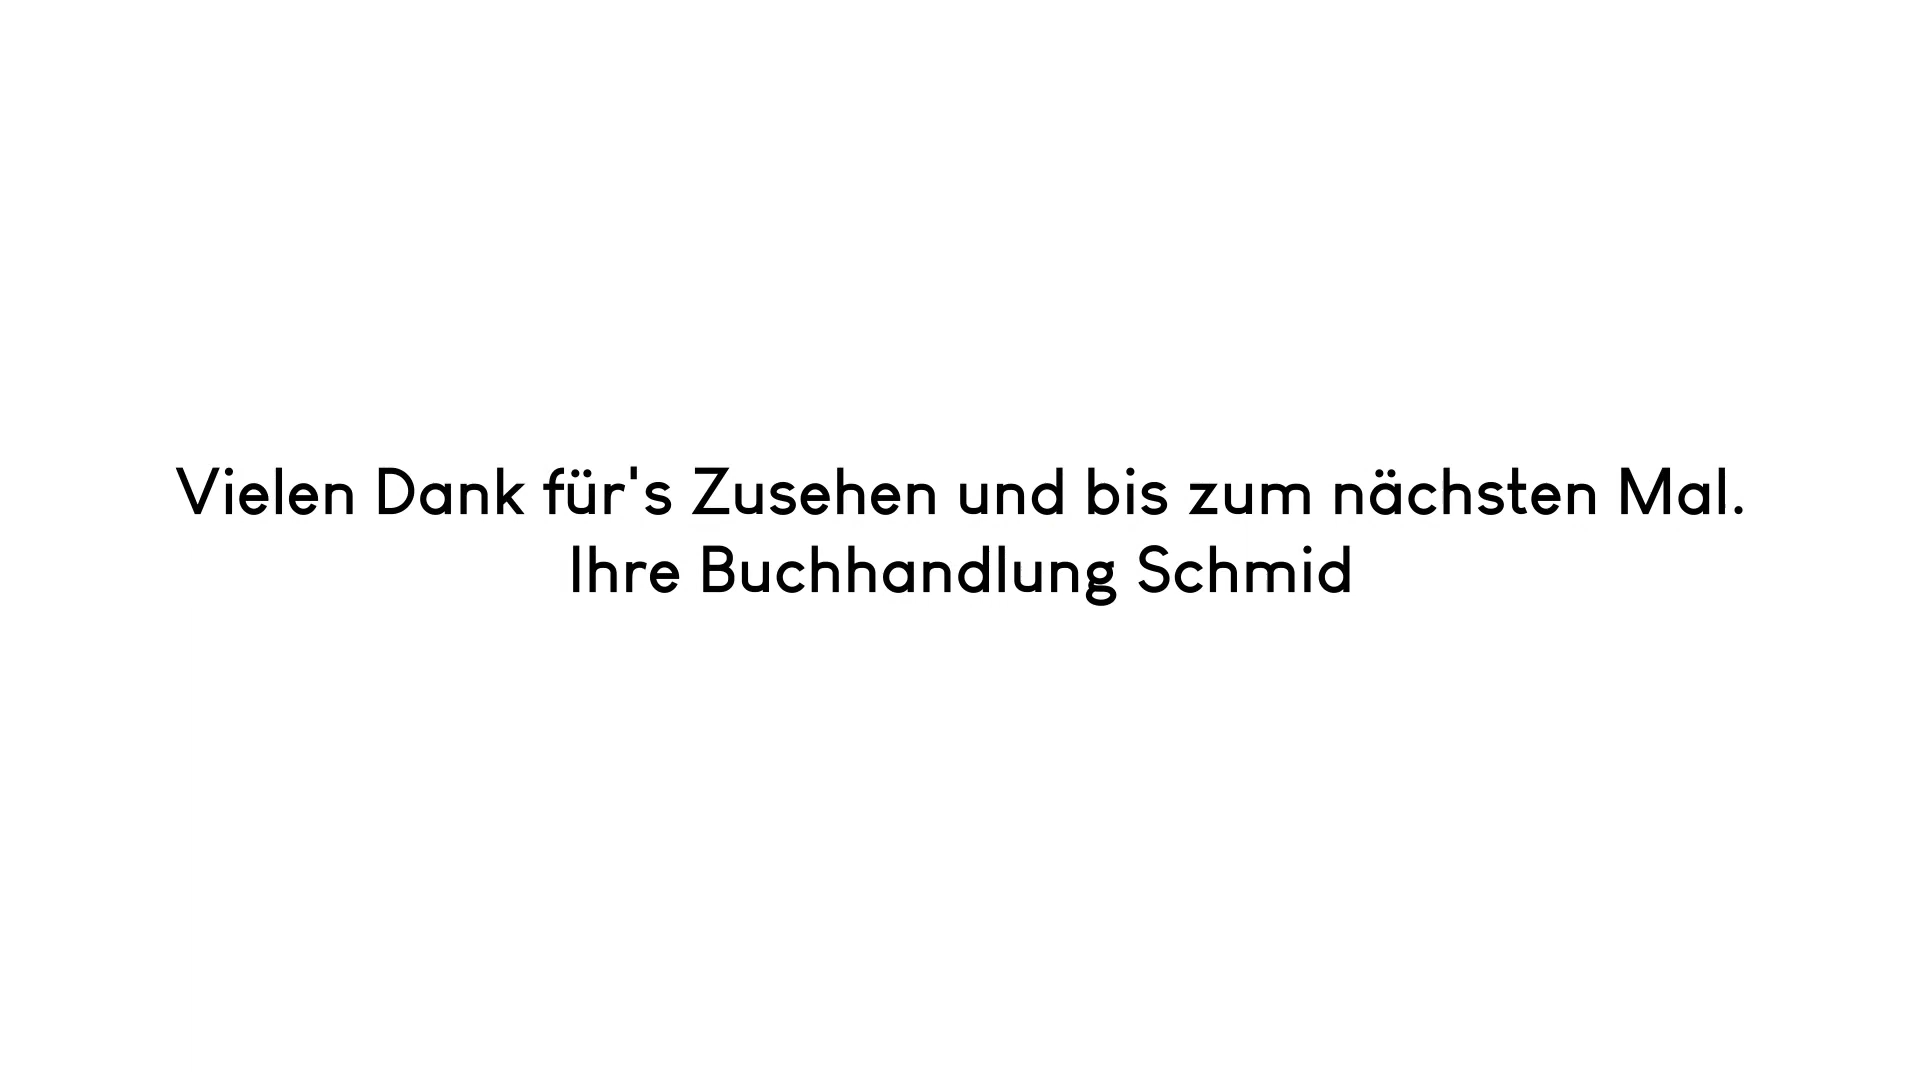 Vielen Dank für's Zusehen und bis zum nächsten Mal.
Ihre Buchhandlung Schmid